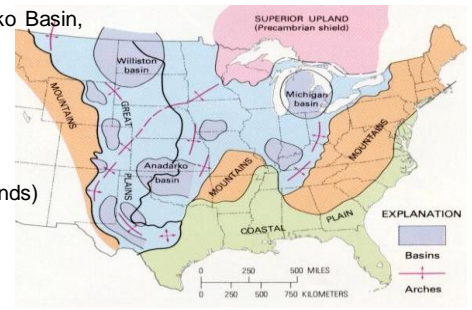 ko Basin,
SUPERIOR UPLAND
(Precambrian shield)
Williston
basin
Michigan
basin
MOUNTAINS
GREAT
PLAINS
MOUNTAINS
Anadarko
basin
MOUNTAINS
nds)
COASTAL
PLAIN
EXPLANATION
Basins
Arches
0 250 500 MILES
0 250 500 750 KILOMETERS